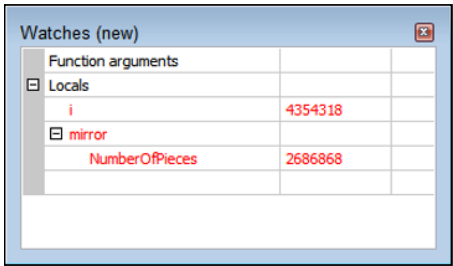 Watches (new)
Function arguments
Locals
i 4354318
mirror
NumberOfPieces 2686868